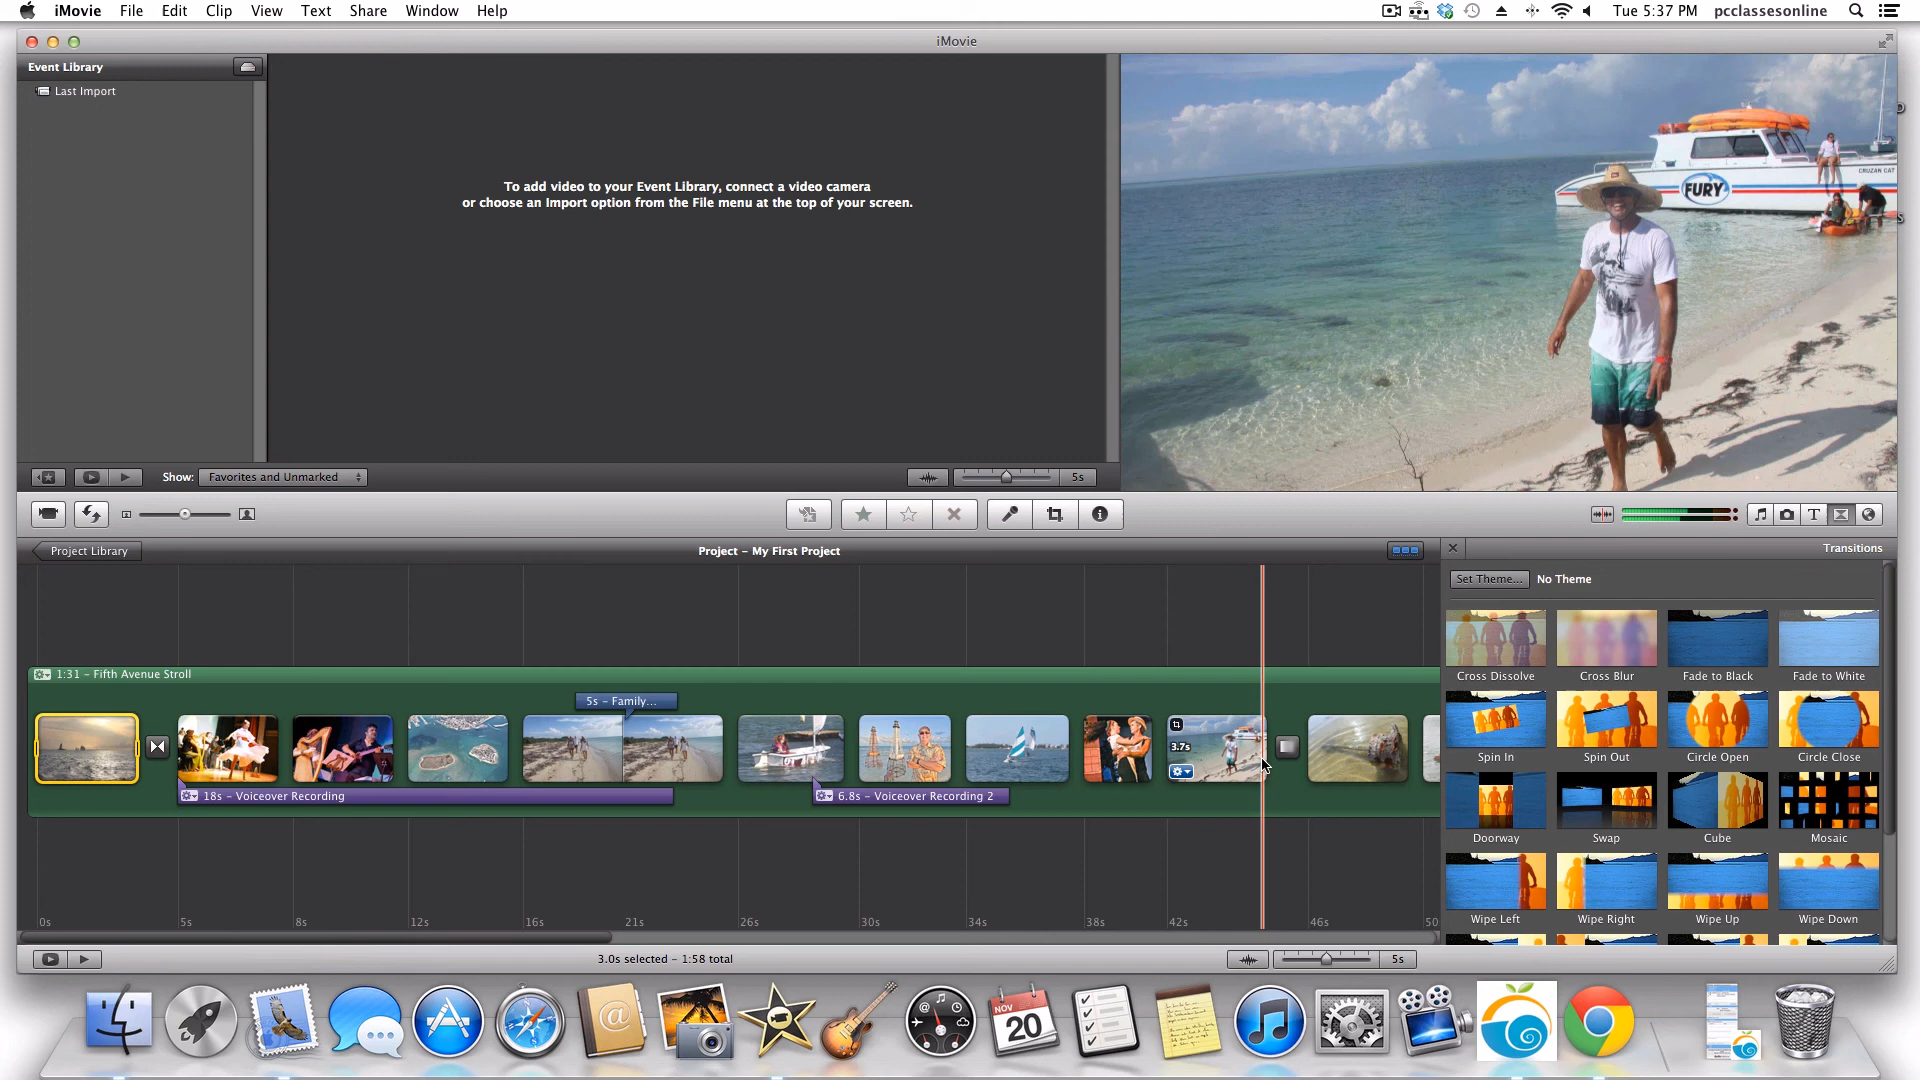 iMovie File Edit Clip View Text Share Window Help
Tue 5:37 PM pcclassesonline
iMovie
Event Library
Last Import
To add video to your Event Library, connect a video camera
or choose an Import option from the File menu at the top of your screen.
FURY
CRUZAN CAT
Show: Favorites and Unmarked
5s
Project Library
Project – My First Project
Transitions
Set Theme... No Theme
Cross Dissolve Cross Blur Fade to Black Fade to White
1:31 – Fifth Avenue Stroll
5s – Family...
3.7s
18s – Voiceover Recording
6.8s – Voiceover Recording 2
Spin In Spin Out Circle Open Circle Close
Doorway Swap Cube Mosaic
Wipe Left Wipe Right Wipe Up Wipe Down
0s 5s 8s 12s 16s 21s 26s 30s 34s 38s 42s 46s 50
3.0s selected – 1:58 total
5s
NOV
20